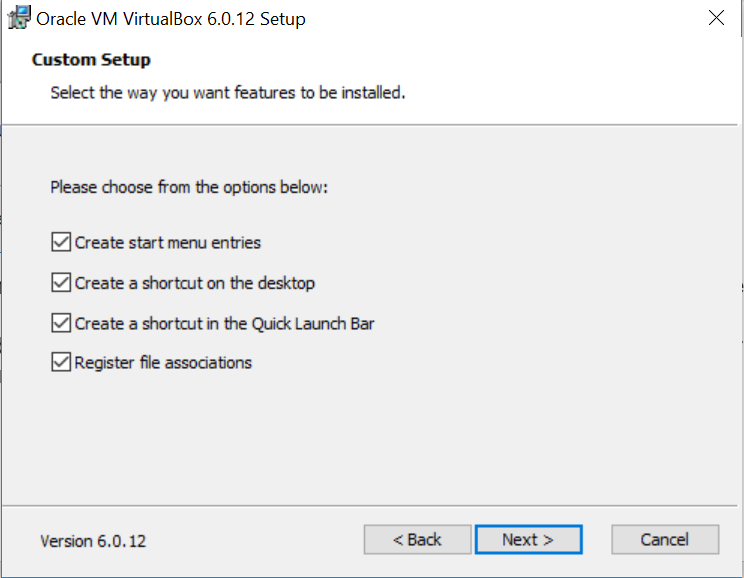 Oracle VM VirtualBox 6.0.12 Setup
Custom Setup
Select the way you want features to be installed.
Please choose from the options below:
Create start menu entries
Create a shortcut on the desktop
Create a shortcut in the Quick Launch Bar
Register file associations
Version 6.0.12
< Back
Next >
Cancel